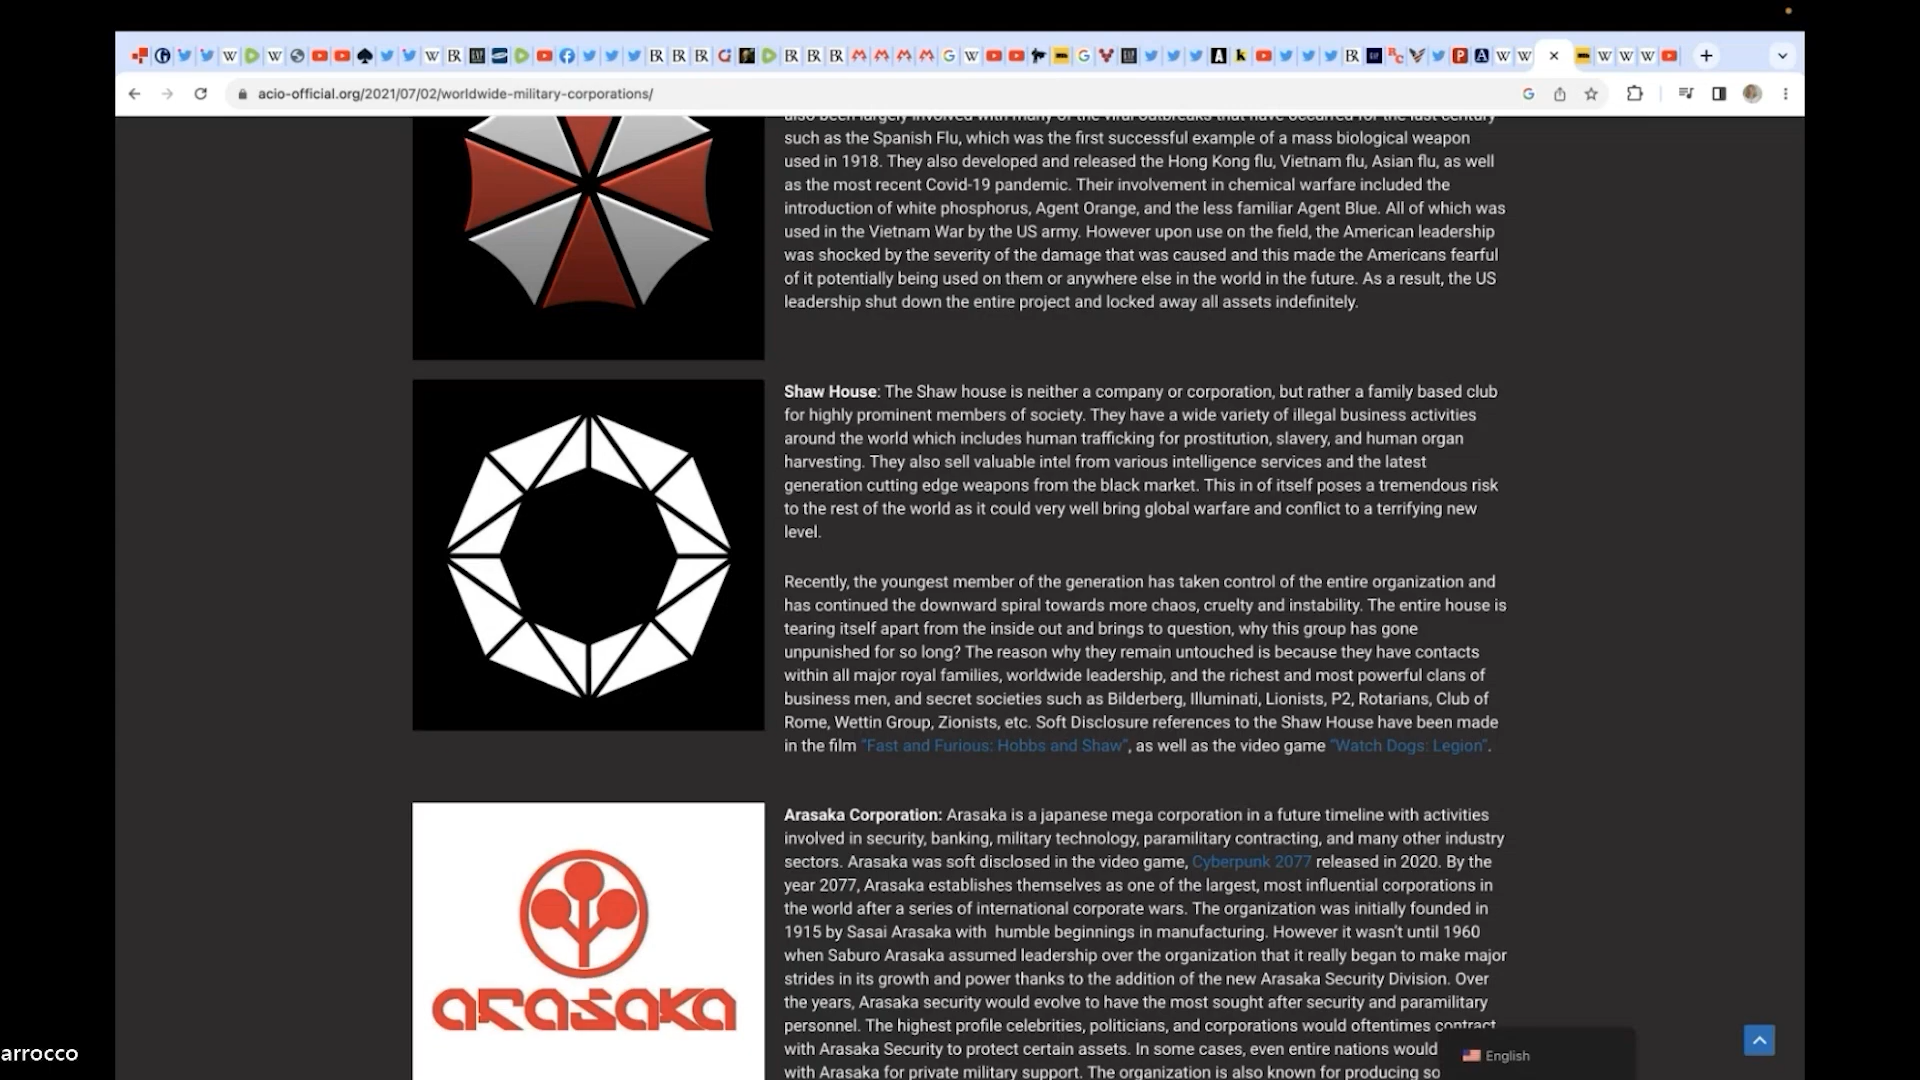 acio-official.org/2021/07/02/worldwide-military-corporations/
also been largely involved with many of the viral outbreaks that have occurred for the last century
such as the Spanish Flu, which was the first successful example of a mass biological weapon
used in 1918. They also developed and released the Hong Kong flu, Vietnam flu, Asian flu, as well
as the most recent Covid-19 pandemic. Their involvement in chemical warfare included the
introduction of white phosphorus, Agent Orange, and the less familiar Agent Blue. All of which was
used in the Vietnam War by the US army. However upon use on the field, the American leadership
was shocked by the severity of the damage that was caused and this made the Americans fearful
of it potentially being used on them or anywhere else in the world in the future. As a result, the US
leadership shut down the entire project and locked away all assets indefinitely.
Shaw House: The Shaw house is neither a company or corporation, but rather a family based club
for highly prominent members of society. They have a wide variety of illegal business activities
around the world which includes human trafficking for prostitution, slavery, and human organ
harvesting. They also sell valuable intel from various intelligence services and the latest
generation cutting edge weapons from the black market. This in of itself poses a tremendous risk
to the rest of the world as it could very well bring global warfare and conflict to a terrifying new
level.
Recently, the youngest member of the generation has taken control of the entire organization and
has continued the downward spiral towards more chaos, cruelty and instability. The entire house is
tearing itself apart from the inside out and brings to question, why this group has gone
unpunished for so long? The reason why they remain untouched is because they have contacts
within all major royal families, worldwide leadership, and the richest and most powerful clans of
business men, and secret societies such as Bilderberg, Illuminati, Lionists, P2, Rotarians, Club of
Rome, Wettin Group, Zionists, etc. Soft Disclosure references to the Shaw House have been made
in the film "Fast and Furious: Hobbs and Shaw", as well as the video game "Watch Dogs: Legion".
arasaka
Arasaka Corporation: Arasaka is a japanese mega corporation in a future timeline with activities
involved in security, banking, military technology, paramilitary contracting, and many other industry
sectors. Arasaka was soft disclosed in the video game, Cyberpunk 2077 released in 2020. By the
year 2077, Arasaka establishes themselves as one of the largest, most influential corporations in
the world after a series of international corporate wars. The organization was initially founded in
1915 by Sasai Arasaka with humble beginnings in manufacturing. However it wasn't until 1960
when Saburo Arasaka assumed leadership over the organization that it really began to make major
strides in its growth and power thanks to the addition of the new Arasaka Security Division. Over
the years, Arasaka security would evolve to have the most sought after security and paramilitary
personnel. The highest profile celebrities, politicians, and corporations would oftentimes contract
with Arasaka Security to protect certain assets. In some cases, even entire nations would
with Arasaka for private military support. The organization is also known for producing so
English
arrocco